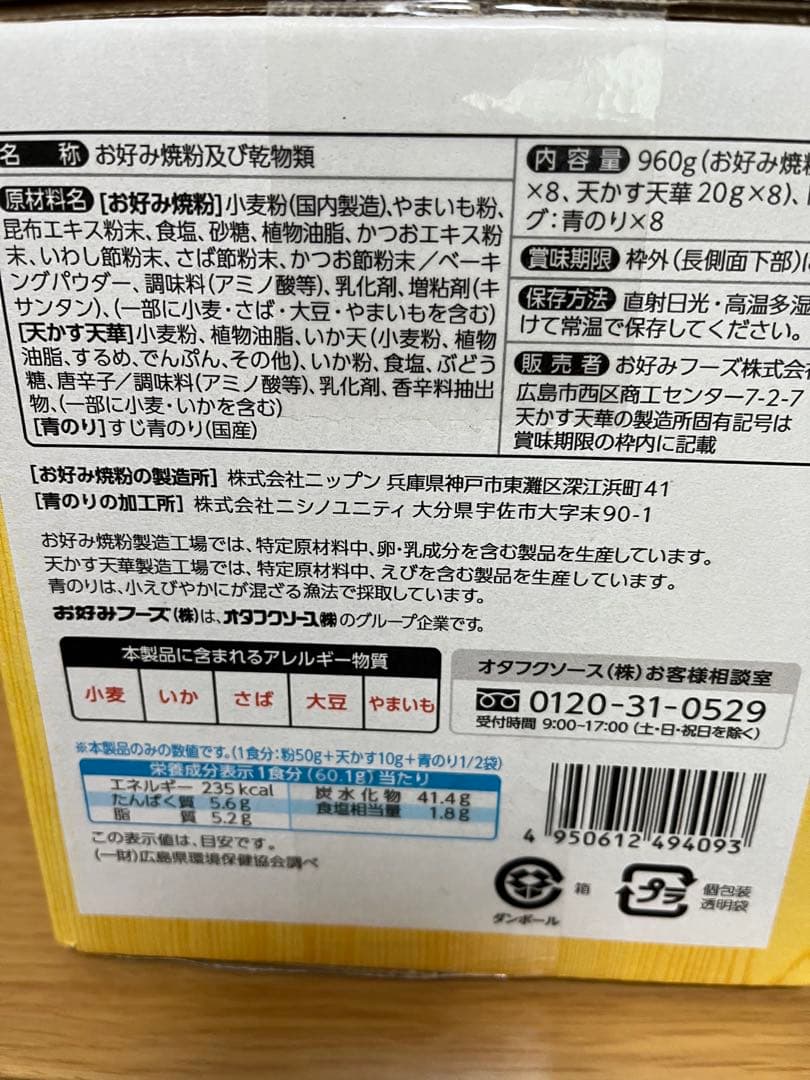 名称 お好み焼粉及び乾物類
原材料名 [お好み焼粉]小麦粉(国内製造)、やまいも粉、
昆布エキス粉末、食塩、砂糖、植物油脂、かつおエキス粉
末、いわし節粉末、さば節粉末、かつお節粉末／ベーキ
ングパウダー、調味料(アミノ酸等)、乳化剤、増粘剤(キ
サンタン)、(一部に小麦・さば・大豆・やまいもを含む)
[天かす天華]小麦粉、植物油脂、いか天(小麦粉、植物
油脂、するめ、でんぷん、その他)、いか粉、食塩、ぶどう
糖、唐辛子／調味料(アミノ酸等)、乳化剤、香辛料抽出
物、(一部に小麦・いかを含む)
[青のり]すじ青のり(国産)
内容量 960g(お好み焼粉
×8、天かす天華 20g×8)、
グ:青のり×8
賞味期限 枠外(長側面下部)に
保存方法 直射日光・高温多湿
けて常温で保存してください。
販売者 お好みフーズ株式会社
広島市西区商工センター7-2-7
天かす天華の製造所固有記号は
賞味期限の枠内に記載
[お好み焼粉の製造所] 株式会社ニップン 兵庫県神戸市東灘区深江浜町41
[青のりの加工所] 株式会社ニシノユニティ 大分県宇佐市大字末90-1
お好み焼粉製造工場では、特定原材料中、卵・乳成分を含む製品を生産しています。
天かす天華製造工場では、特定原材料中、えびを含む製品を生産しています。
青のりは、小えびやかにが混ざる漁法で採取しています。
お好みフーズ(株)は、オタフクソース(株)のグループ企業です。
本製品に含まれるアレルギー物質
小麦 いか さば 大豆 やまいも
オタフクソース(株)お客様相談室
0120-31-0529
受付時間 9:00~17:00 (土・日・祝日を除く)
※本製品のみの数値です。(1食分:粉50g+天かす10g+青のり1/2袋)
栄養成分表示 1食分 (60.1g)当たり
エネルギー 235kcal 炭水化物 41.4g
たんぱく質 5.6g 食塩相当量 1.8g
脂質 5.2g
この表示値は、目安です。
(一財)広島県環境保健協会調べ
4 950612 494093
ダンボール
箱
プラ
個包装
透明袋